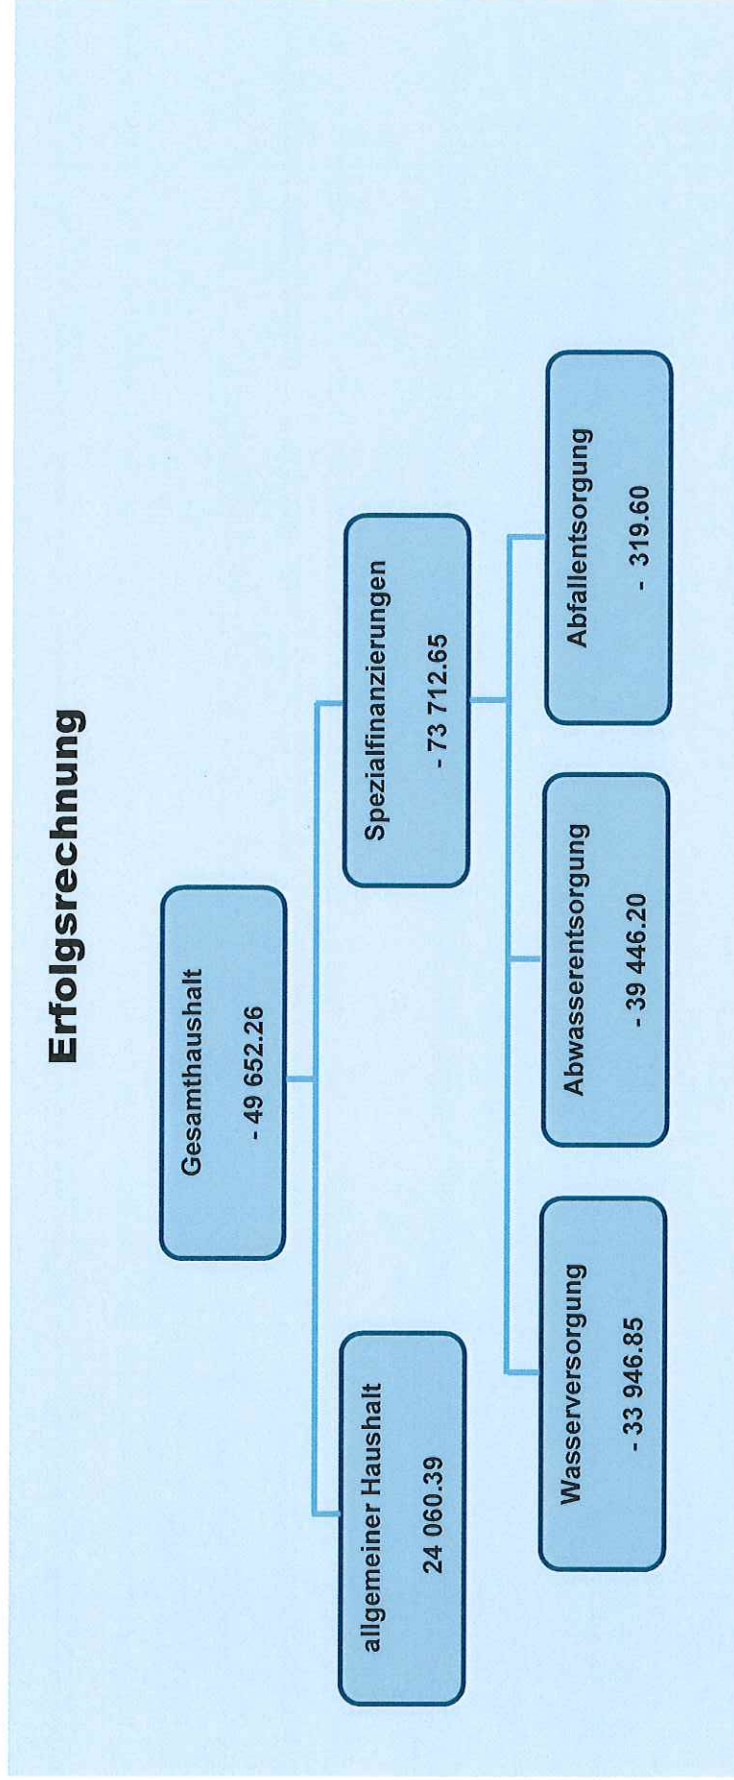 Erfolgsrechnung
Gesamthaushalt
- 49 652.26
allgemeiner Haushalt
24 060.39
Spezialfinanzierungen
- 73 712.65
Wasserversorgung
- 33 946.85
Abwasserentsorgung
- 39 446.20
Abfallentsorgung
- 319.60